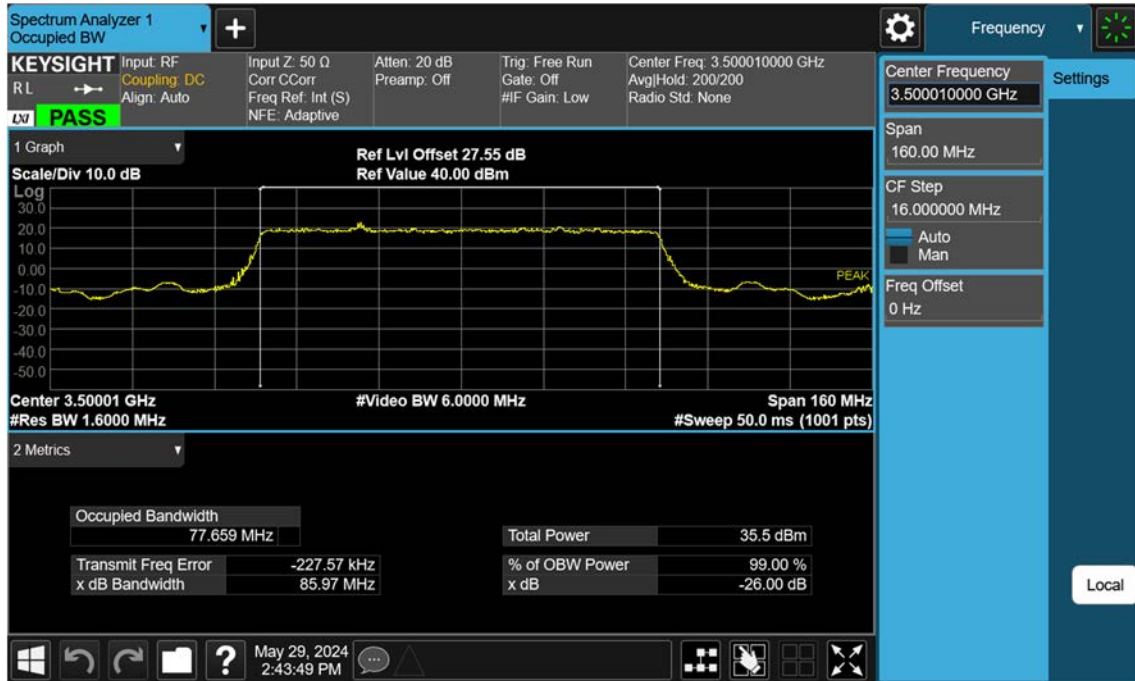 Spectrum Analyzer 1
Occupied BW
Frequency
KEYSIGHT
R L
LXI
PASS
Input: RF
Coupling: DC
Align: Auto
Input Z: 50 Ω
Corr CCorr
Freq Ref: Int (S)
NFE: Adaptive
Atten: 20 dB
Preamp: Off
Trig: Free Run
Gate: Off
#IF Gain: Low
Center Freq: 3.500010000 GHz
Avg|Hold: 200/200
Radio Std: None
Center Frequency
3.500010000 GHz
Settings
Span
160.00 MHz
CF Step
16.000000 MHz
Auto
Man
Freq Offset
0 Hz
Local
1 Graph
Scale/Div 10.0 dB
Ref Lvl Offset 27.55 dB
Ref Value 40.00 dBm
Log
30.0
20.0
10.0
0.00
-10.0
-20.0
-30.0
-40.0
-50.0
PEAK
Center 3.50001 GHz
#Video BW 6.0000 MHz
Span 160 MHz
#Res BW 1.6000 MHz
#Sweep 50.0 ms (1001 pts)
2 Metrics
Occupied Bandwidth
77.659 MHz
Total Power 35.5 dBm
Transmit Freq Error -227.57 kHz
% of OBW Power 99.00 %
x dB Bandwidth 85.97 MHz
x dB -26.00 dB
?
May 29, 2024
2:43:49 PM